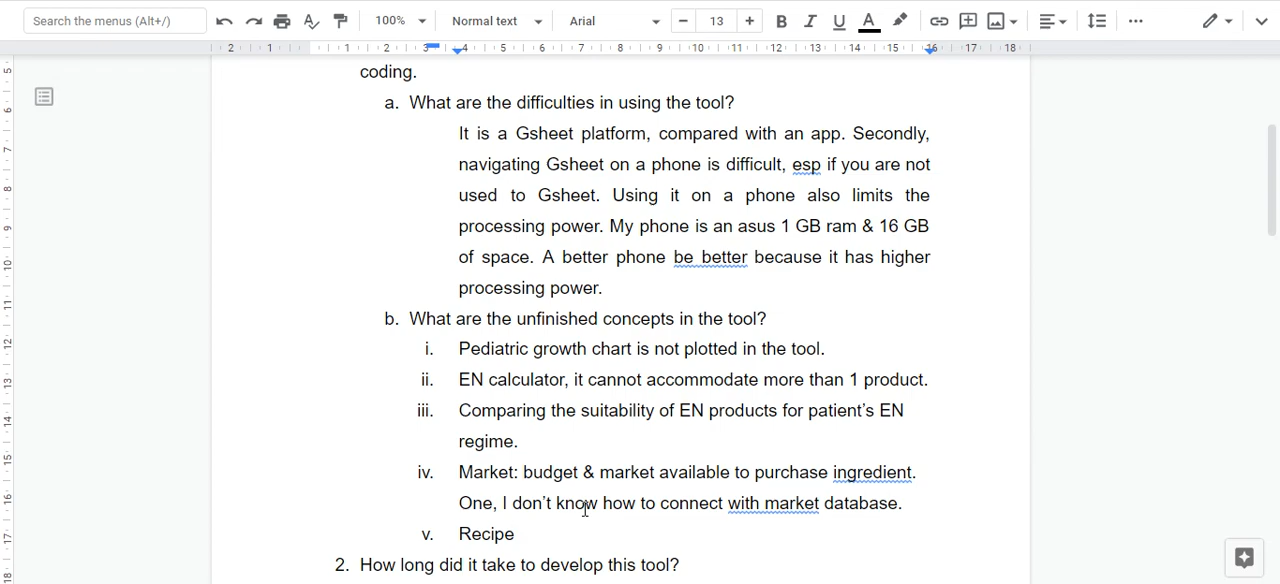 Search the menus (Alt+/)
100%
Normal text
Arial
13
B I U A
2 1 1 2 3 4 5 6 7 8 9 10 11 12 13 14 15 16 17 18
5
6
7
8
9
10
11
12
13
14
15
16
17
18
coding.
a. What are the difficulties in using the tool?
It is a Gsheet platform, compared with an app. Secondly,
navigating Gsheet on a phone is difficult, esp if you are not
used to Gsheet. Using it on a phone also limits the
processing power. My phone is an asus 1 GB ram & 16 GB
of space. A better phone be better because it has higher
processing power.
b. What are the unfinished concepts in the tool?
i. Pediatric growth chart is not plotted in the tool.
ii. EN calculator, it cannot accommodate more than 1 product.
iii. Comparing the suitability of EN products for patient’s EN
regime.
iv. Market: budget & market available to purchase ingredient.
One, I don’t know how to connect with market database.
v. Recipe
2. How long did it take to develop this tool?